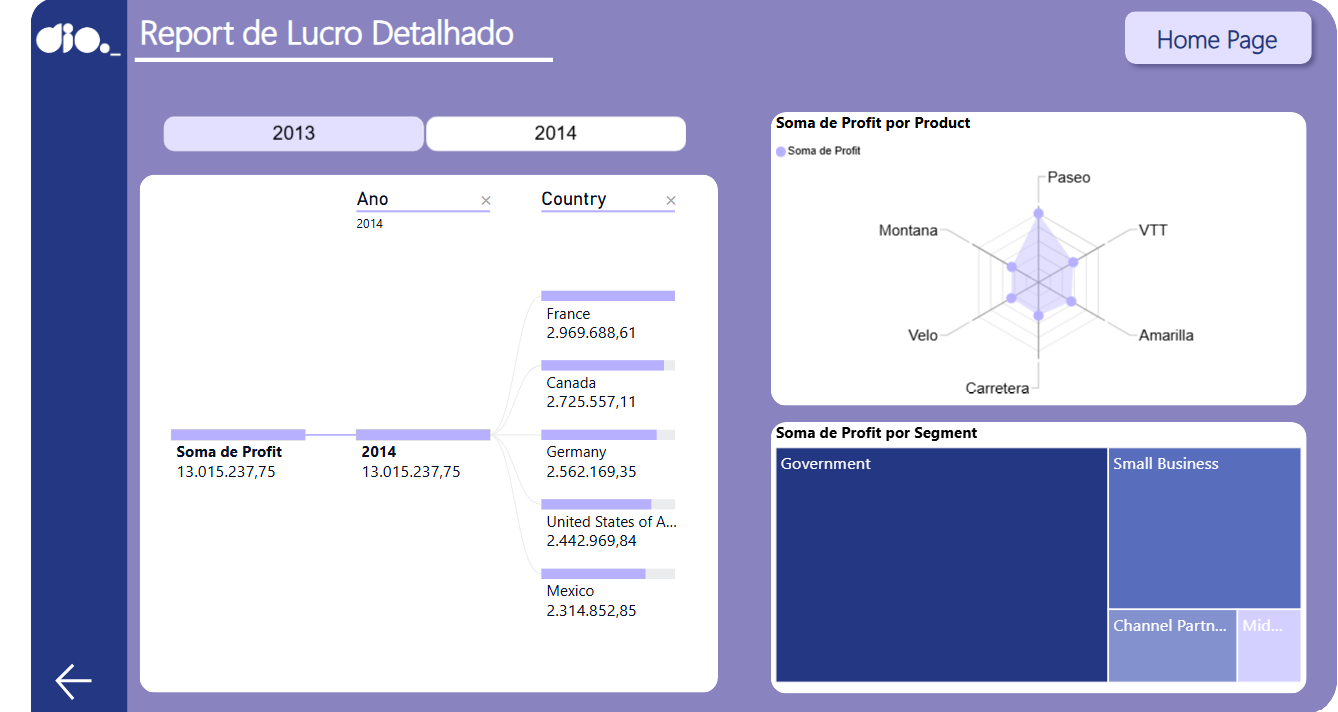 dio._
Report de Lucro Detalhado
Home Page
2013
2014
Ano
2014
Country
Soma de Profit
13.015.237,75
2014
13.015.237,75
France
2.969.688,61
Canada
2.725.557,11
Germany
2.562.169,35
United States of A...
2.442.969,84
Mexico
2.314.852,85
Soma de Profit por Product
Soma de Profit
Paseo
Montana
VTT
Velo
Amarilla
Carretera
Soma de Profit por Segment
Government
Small Business
Channel Partn...
Mid...